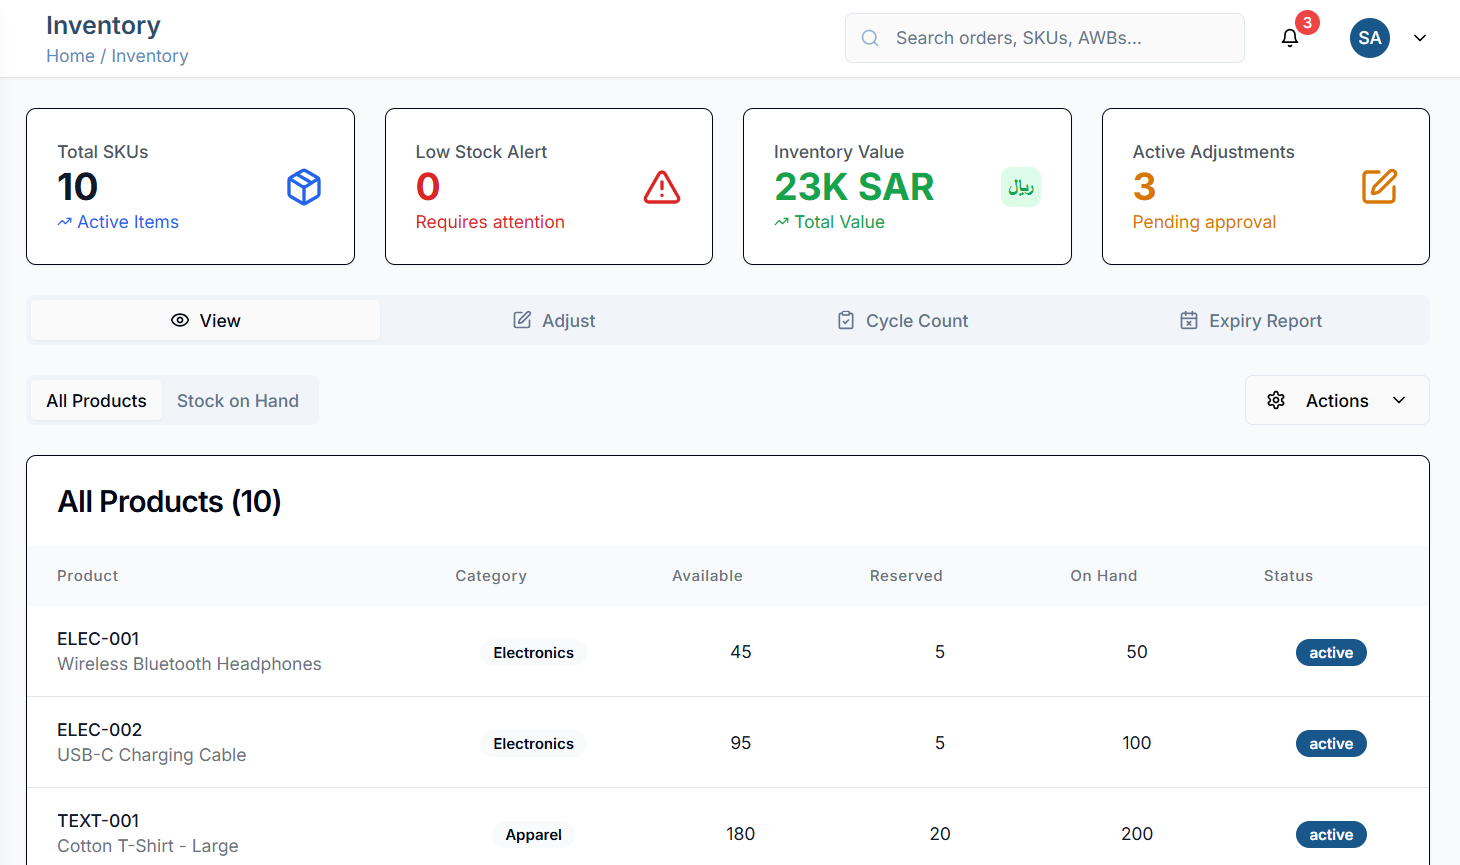 Inventory
Home / Inventory
Search orders, SKUs, AWBs...
3
SA
Total SKUs
10
Active Items
Low Stock Alert
0
Requires attention
Inventory Value
23K SAR
Total Value
ريال
Active Adjustments
3
Pending approval
View
Adjust
Cycle Count
Expiry Report
All Products
Stock on Hand
Actions
All Products (10)
Product Category Available Reserved On Hand Status
ELEC-001
Wireless Bluetooth Headphones
Electronics 45 5 50 active
ELEC-002
USB-C Charging Cable
Electronics 95 5 100 active
TEXT-001
Cotton T-Shirt - Large
Apparel 180 20 200 active